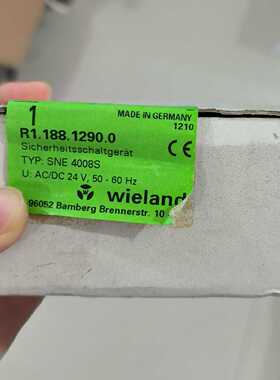 1
MADE IN GERMANY
1210
R1.188.1290.0
Sicherheitsschaltgerät
TYP: SNE 4008S
CE
U: AC/DC 24 V, 50 - 60 Hz
wieland
96052 Bamberg Brennerstr. 10